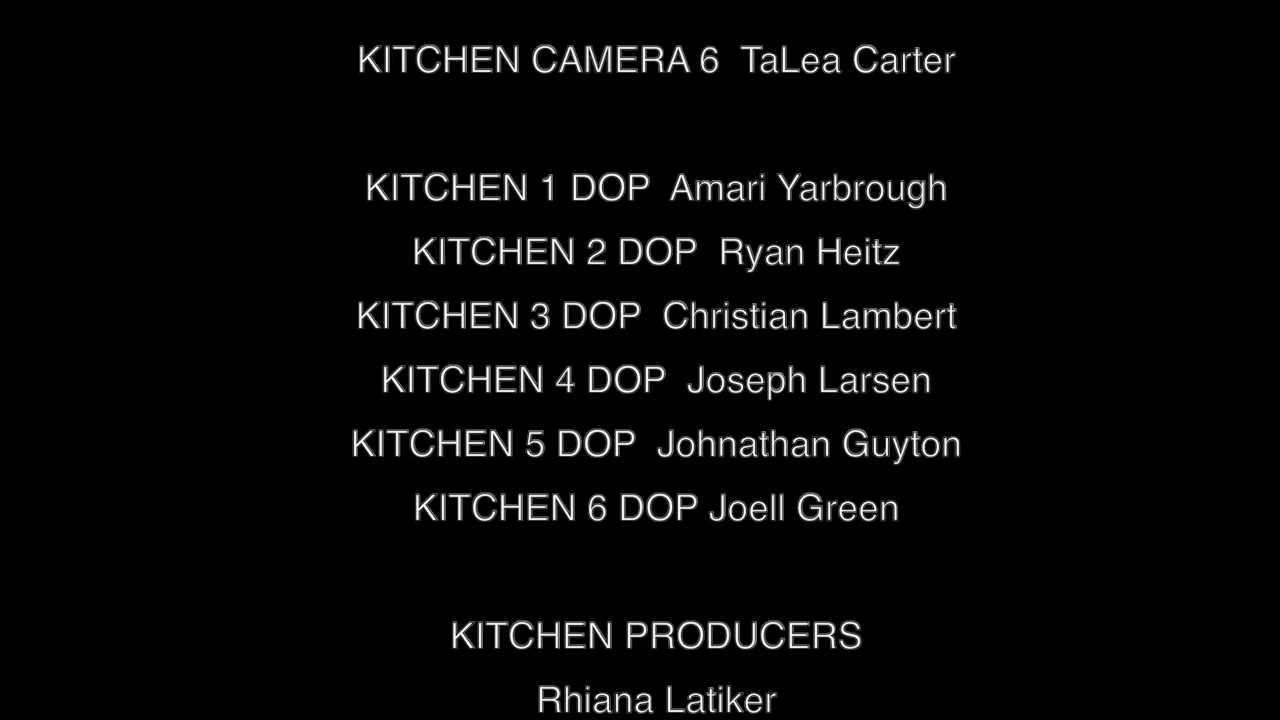 KITCHEN CAMERA 6  TaLea Carter
KITCHEN 1 DOP  Amari Yarbrough
KITCHEN 2 DOP  Ryan Heitz
KITCHEN 3 DOP  Christian Lambert
KITCHEN 4 DOP  Joseph Larsen
KITCHEN 5 DOP  Johnathan Guyton
KITCHEN 6 DOP Joell Green
KITCHEN PRODUCERS
Rhiana Latiker